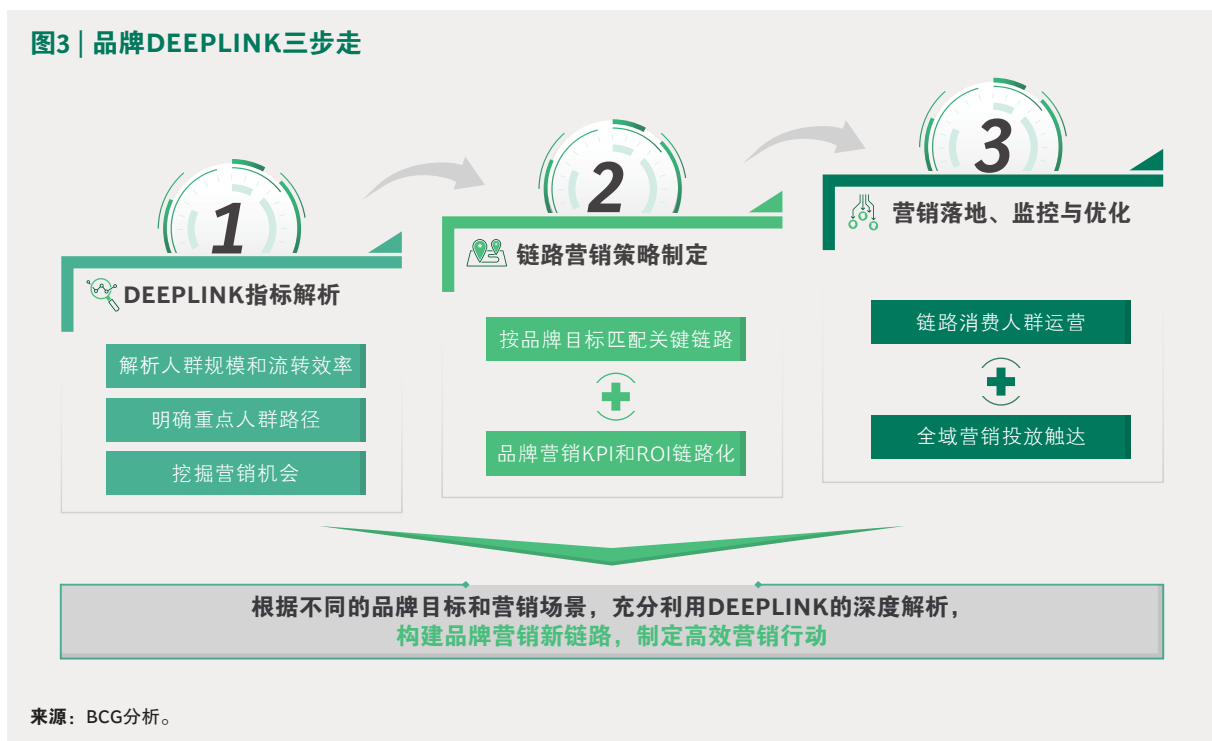 图3 | 品牌DEEPLINK三步走
1
DEEPLINK指标解析
解析人群规模和流转效率
明确重点人群路径
挖掘营销机会
2
链路营销策略制定
按品牌目标匹配关键链路
品牌营销KPI和ROI链路化
3
营销落地、监控与优化
链路消费人群运营
全域营销投放触达
根据不同的品牌目标和营销场景，充分利用DEEPLINK的深度解析，
构建品牌营销新链路，制定高效营销行动
来源：BCG分析。